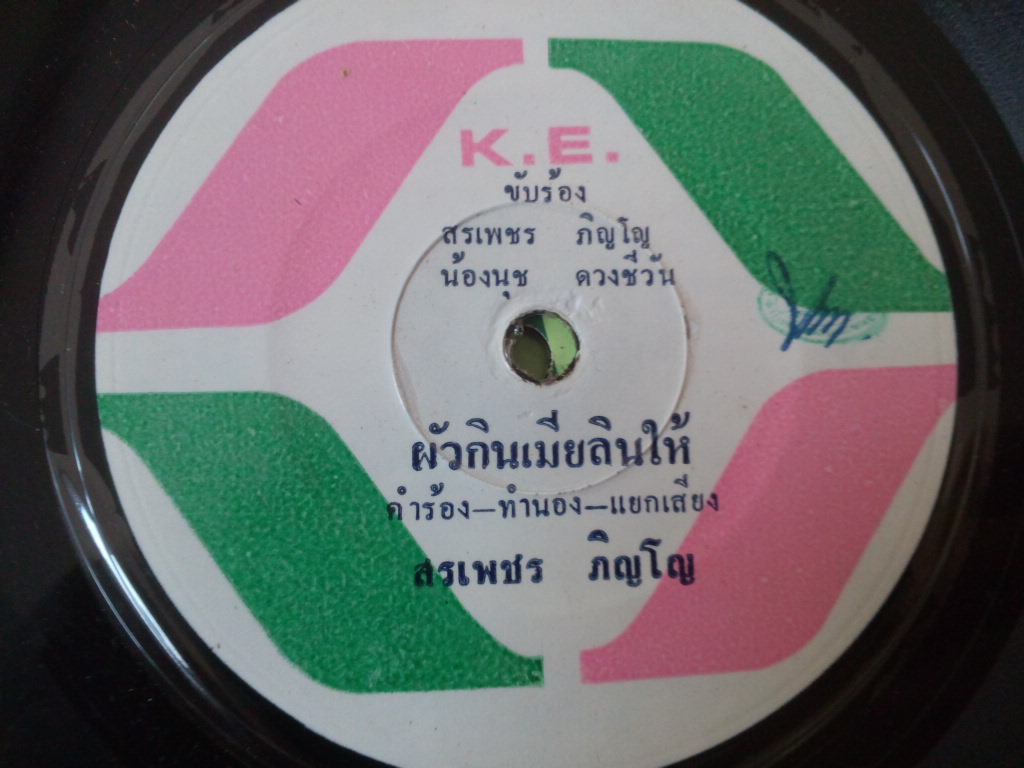 K.E.
ขับร้อง
สรเพชร ภิญโญ
น้องนุช ดวงชีวัน
ผัวกินเมียลินให้
คำร้อง—ทำนอง—แยกเสียง
สรเพชร ภิญโญ